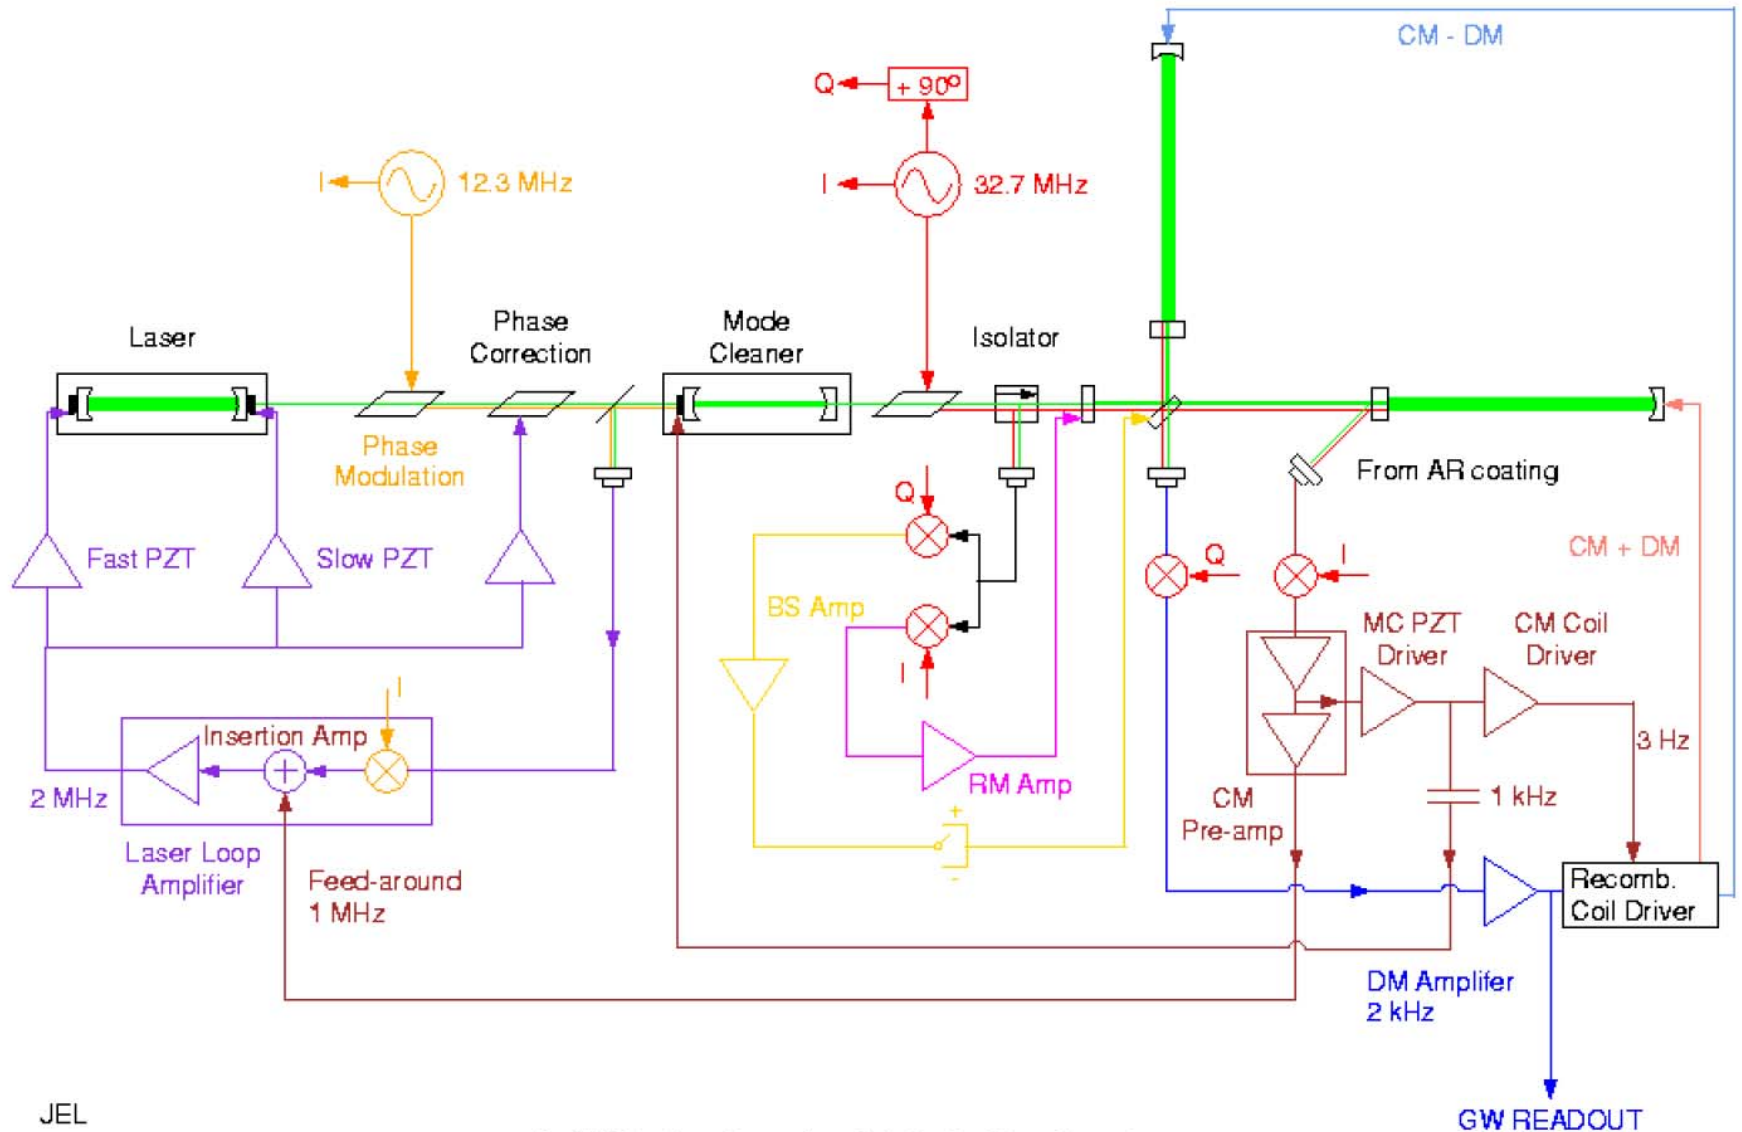 CM - DM
Q
+ 90º
I
12.3 MHz
I
32.7 MHz
Laser
Phase
Correction
Mode
Cleaner
Isolator
Phase
Modulation
From AR coating
Q
Q
I
CM + DM
Fast PZT
Slow PZT
BS Amp
I
MC PZT
Driver
CM Coil
Driver
I
Insertion Amp
3 Hz
2 MHz
RM Amp
CM
Pre-amp
1 kHz
+
-
Laser Loop
Amplifier
Feed-around
1 MHz
Recomb.
Coil Driver
DM Amplifer
2 kHz
JEL
GW READOUT